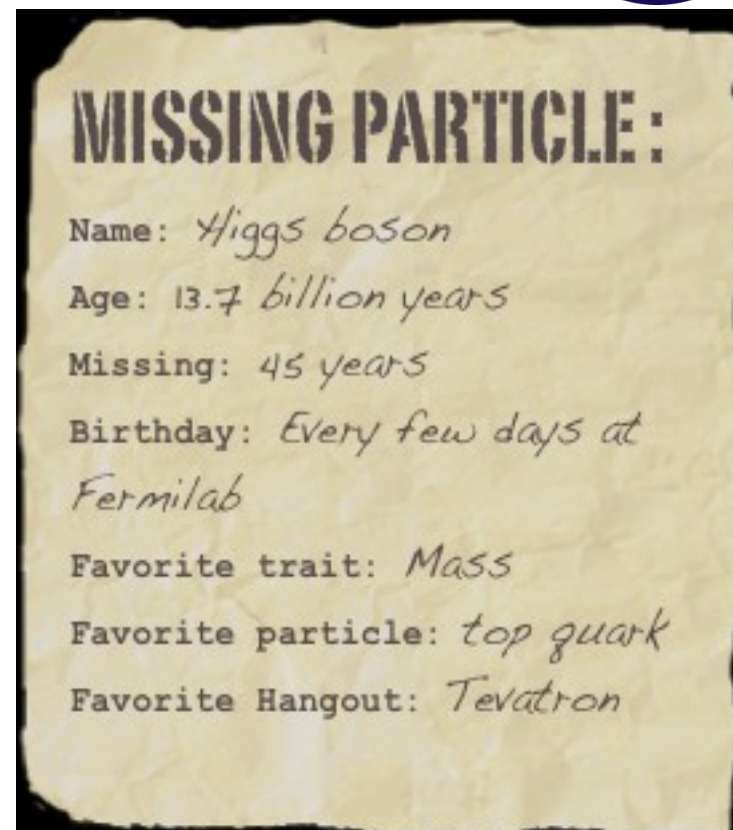 MISSING PARTICLE:
Name: Higgs boson
Age: 13.7 billion years
Missing: 45 years
Birthday: Every few days at
Fermilab
Favorite trait: Mass
Favorite particle: top quark
Favorite Hangout: Tevatron